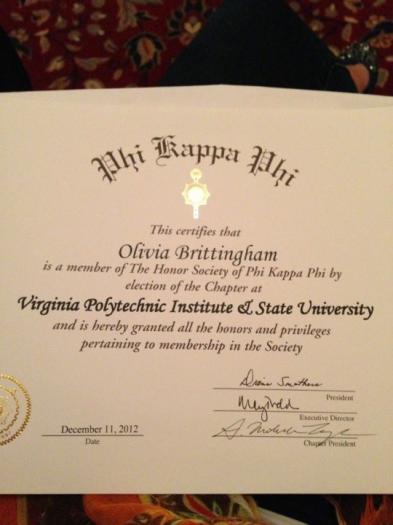 Phi Kappa Phi
This certifies that
Olivia Brittingham
is a member of The Honor Society of Phi Kappa Phi by
election of the Chapter at
Virginia Polytechnic Institute & State University
and is hereby granted all the honors and privileges
pertaining to membership in the Society
President
Executive Director
December 11, 2012
Date
Chapter President